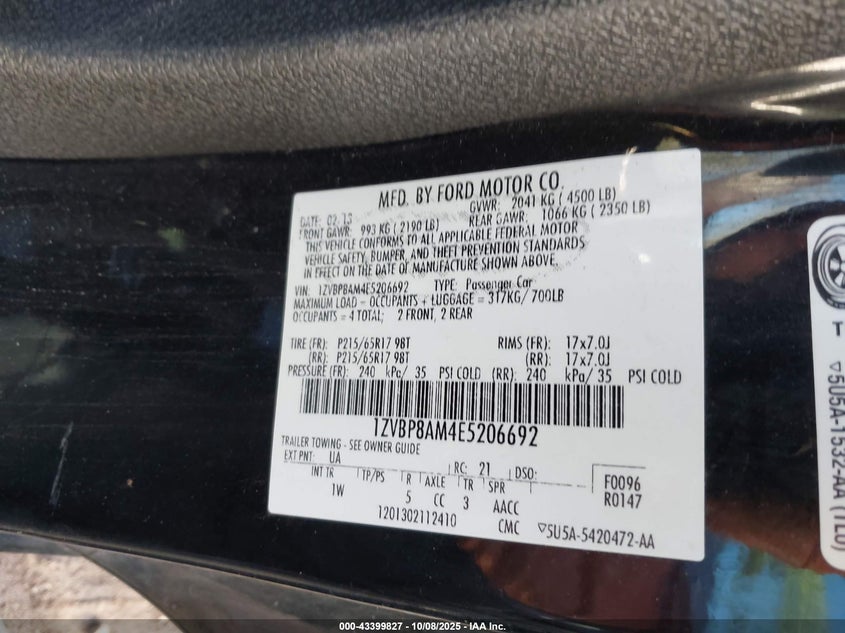 MFD. BY FORD MOTOR CO.
DATE: 02/13 GVWR: 2041 KG ( 4500 LB)
FRONT GAWR: 993 KG ( 2190 LB) REAR GAWR: 1066 KG ( 2350 LB)
THIS VEHICLE CONFORMS TO ALL APPLICABLE FEDERAL MOTOR
VEHICLE SAFETY, BUMPER, AND THEFT PREVENTION STANDARDS
IN EFFECT ON THE DATE OF MANUFACTURE SHOWN ABOVE.
VIN: 1ZVBP8AM4E5206692 TYPE: Passenger Car
MAXIMUM LOAD = OCCUPANTS + LUGGAGE = 317KG/ 700LB
OCCUPANTS = 4 TOTAL; 2 FRONT, 2 REAR
TIRE (FR): P215/65R17 98T RIMS (FR): 17x7.0J
(RR): P215/65R17 98T (RR): 17x7.0J
PRESSURE (FR): 240 kPa/ 35 PSI COLD (RR): 240 kPa/ 35 PSI COLD
1ZVBP8AM4E5206692
TRAILER TOWING - SEE OWNER GUIDE
EXT PNT: UA RC: 21 DSO:
INT TR TP/PS R AXLE TR SPR F0096
1W 5 CC 3 AACC R0147
1201302112410 CMC ▽5U5A-5420472-AA
T
▽5U5A-1532-AA (TL0)
000-43399827 - 10/08/2025 - IAA Inc.